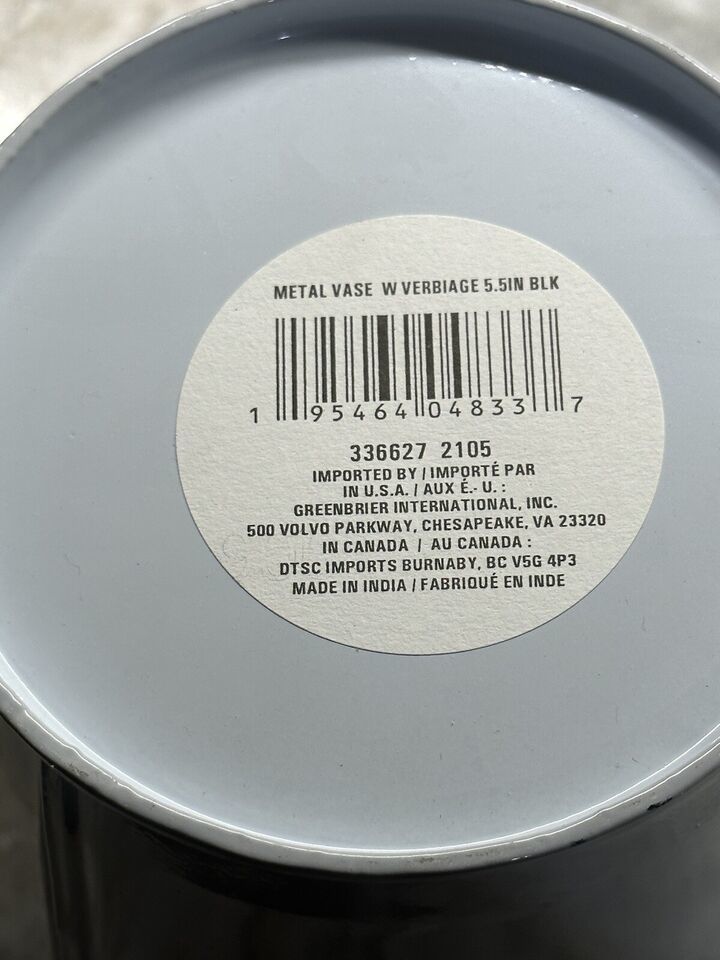 METAL VASE W VERBIAGE 5.5IN BLK
1 95464 04833 7
336627 2105
IMPORTED BY / IMPORTÉ PAR
IN U.S.A. / AUX É.- U. :
GREENBRIER INTERNATIONAL, INC.
500 VOLVO PARKWAY, CHESAPEAKE, VA 23320
IN CANADA / AU CANADA :
DTSC IMPORTS BURNABY, BC V5G 4P3
MADE IN INDIA / FABRIQUÉ EN INDE